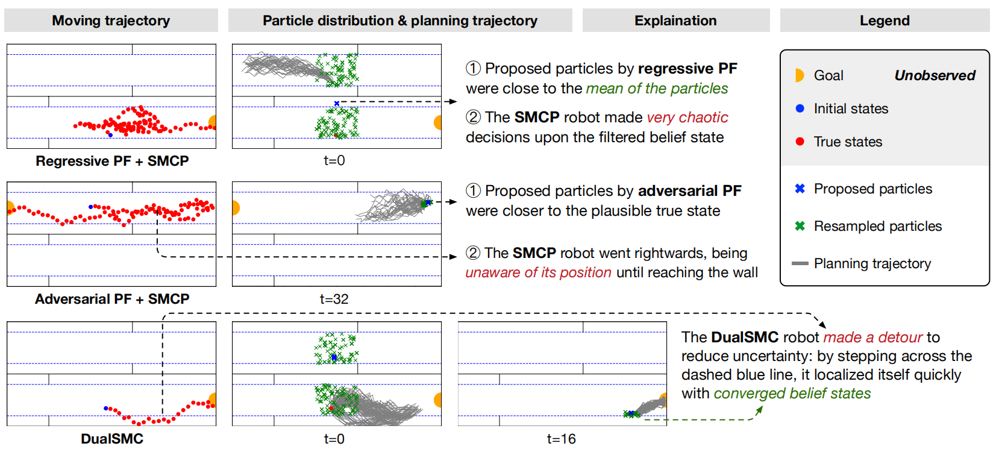 Moving trajectory
Particle distribution & planning trajectory
Explaination
Legend
① Proposed particles by regressive PF
were close to the mean of the particles
② The SMCP robot made very chaotic
decisions upon the filtered belief state
Regressive PF + SMCP
t=0
① Proposed particles by adversarial PF
were closer to the plausible true state
② The SMCP robot went rightwards, being
unaware of its position until reaching the wall
Adversarial PF + SMCP
t=32
Goal
Unobserved
Initial states
True states
Proposed particles
Resampled particles
Planning trajectory
The DualSMC robot made a detour to
reduce uncertainty: by stepping across the
dashed blue line, it localized itself quickly
with converged belief states
DualSMC
t=0
t=16